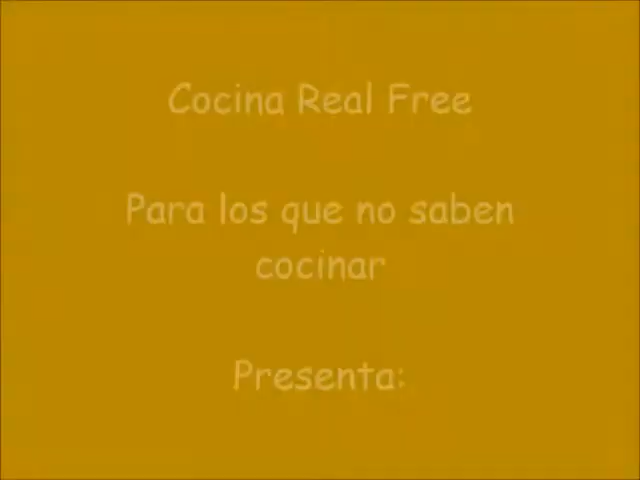 Cocina Real Free
Para los que no saben
cocinar
Presenta: